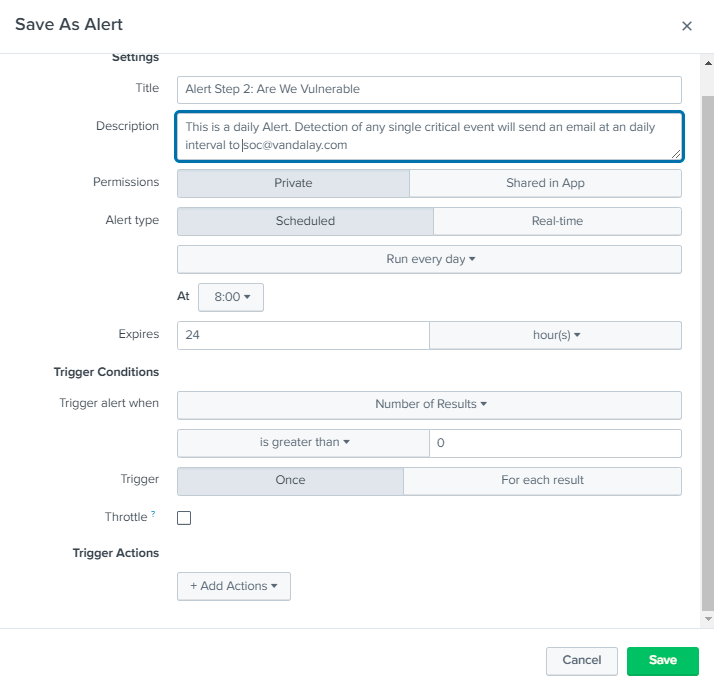 Save As Alert
×
Settings
Title Alert Step 2: Are We Vulnerable
Description This is a daily Alert. Detection of any single critical event will send an email at an daily
interval to soc@vandalay.com
Permissions Private Shared in App
Alert type Scheduled Real-time
Run every day
At 8:00
Expires 24 hour(s)
Trigger Conditions
Trigger alert when Number of Results
is greater than 0
Trigger Once For each result
Throttle ?
Trigger Actions
+ Add Actions
Cancel Save